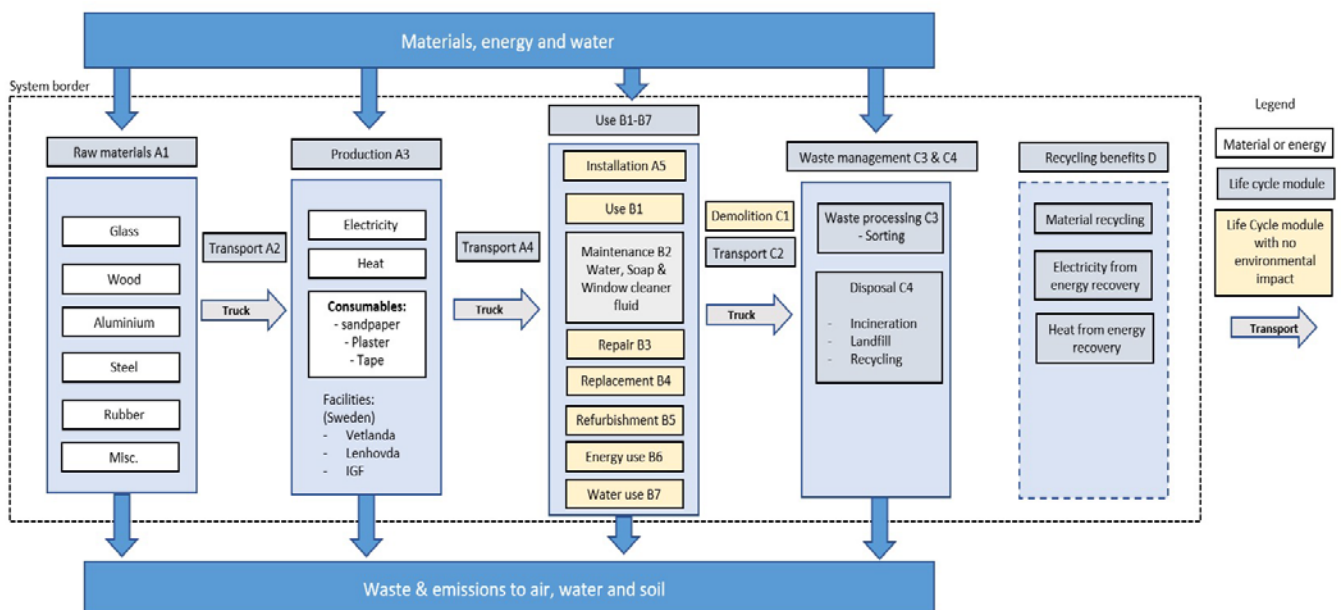 Materials, energy and water
System border
Raw materials A1
Glass
Wood
Aluminium
Steel
Rubber
Misc.
Transport A2
Truck
Production A3
Electricity
Heat
Consumables:
- sandpaper
- Plaster
- Tape
Facilities:
(Sweden)
- Vetlanda
- Lenhovda
- IGF
Transport A4
Truck
Use B1-B7
Installation A5
Use B1
Maintenance B2
Water, Soap &
Window cleaner
fluid
Repair B3
Replacement B4
Refurbishment B5
Energy use B6
Water use B7
Demolition C1
Transport C2
Truck
Waste management C3 & C4
Waste processing C3
- Sorting
Disposal C4
- Incineration
- Landfill
- Recycling
Recycling benefits D
Material recycling
Electricity from
energy recovery
Heat from energy
recovery
Legend
Material or energy
Life cycle module
Life Cycle module
with no
environmental
impact
Transport
Waste & emissions to air, water and soil